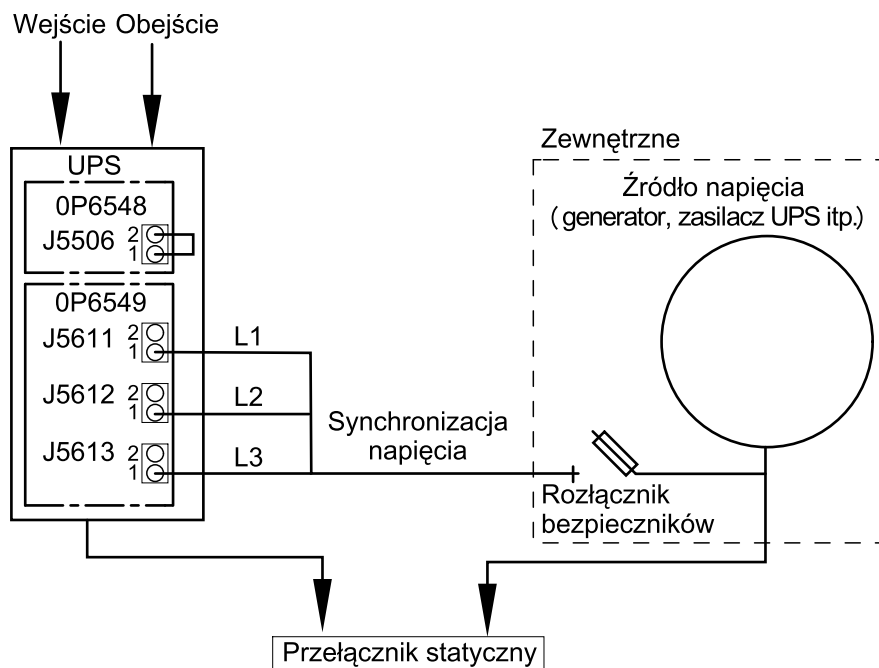 Wejście Obejście
UPS
0P6548
J5506 2
1
0P6549
J5611 2
1
L1
J5612 2
1
L2
J5613 2
1
L3
Synchronizacja
napięcia
Zewnętrzne
Źródło napięcia
(generator, zasilacz UPS itp.)
Rozłącznik
bezpieczników
Przełącznik statyczny